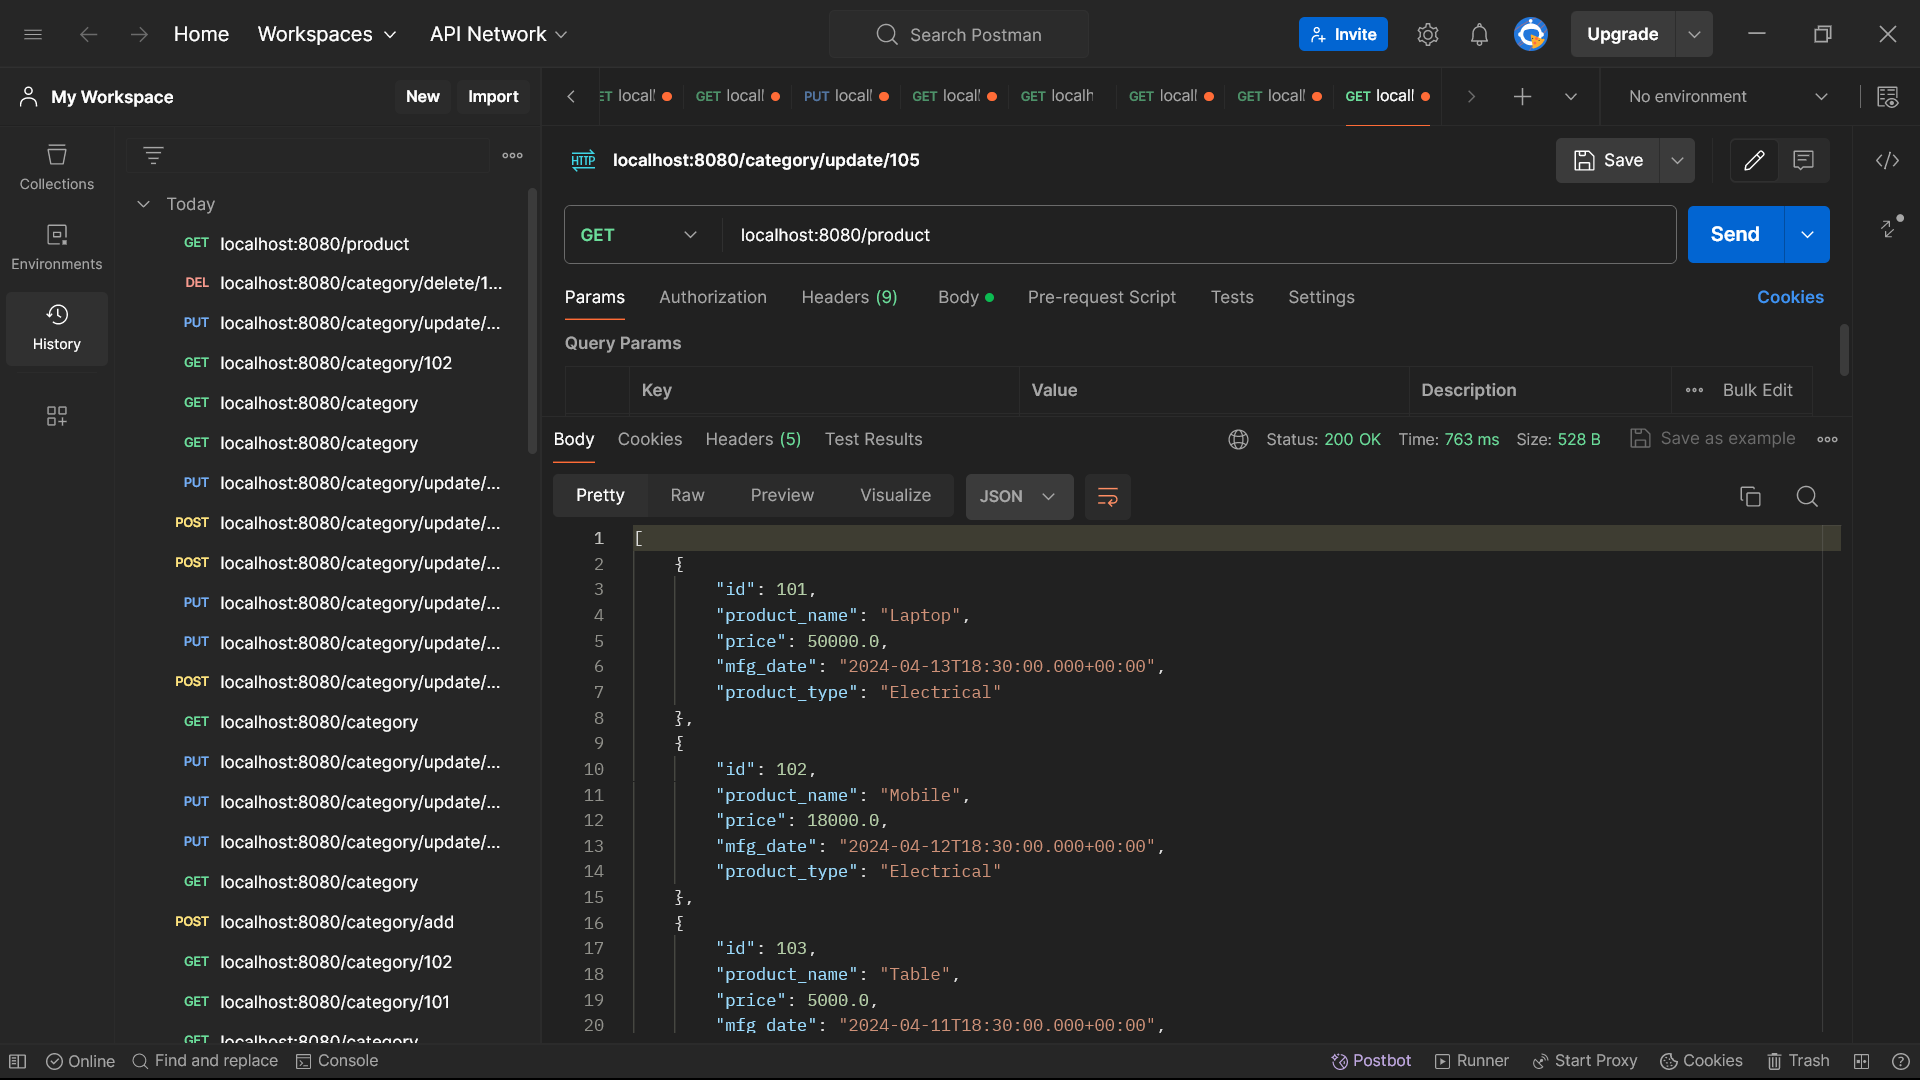 Home Workspaces API Network Search Postman Invite Upgrade
My Workspace New Import
ET locall GET locall PUT locall GET locall GET localh GET locall GET locall GET locall No environment
Collections
Environments
History
Today
GET localhost:8080/product
DEL localhost:8080/category/delete/1...
PUT localhost:8080/category/update/...
GET localhost:8080/category/102
GET localhost:8080/category
GET localhost:8080/category
PUT localhost:8080/category/update/...
POST localhost:8080/category/update/...
POST localhost:8080/category/update/...
PUT localhost:8080/category/update/...
PUT localhost:8080/category/update/...
POST localhost:8080/category/update/...
GET localhost:8080/category
PUT localhost:8080/category/update/...
PUT localhost:8080/category/update/...
PUT localhost:8080/category/update/...
GET localhost:8080/category
POST localhost:8080/category/add
GET localhost:8080/category/102
GET localhost:8080/category/101
GET localhost:8080/category
HTTP localhost:8080/category/update/105 Save
GET localhost:8080/product Send
Params Authorization Headers (9) Body Pre-request Script Tests Settings Cookies
Query Params
Key Value Description Bulk Edit
Body Cookies Headers (5) Test Results Status: 200 OK Time: 763 ms Size: 528 B Save as example
Pretty Raw Preview Visualize JSON
1 [
2 {
3 "id": 101,
4 "product_name": "Laptop",
5 "price": 50000.0,
6 "mfg_date": "2024-04-13T18:30:00.000+00:00",
7 "product_type": "Electrical"
8 },
9 {
10 "id": 102,
11 "product_name": "Mobile",
12 "price": 18000.0,
13 "mfg_date": "2024-04-12T18:30:00.000+00:00",
14 "product_type": "Electrical"
15 },
16 {
17 "id": 103,
18 "product_name": "Table",
19 "price": 5000.0,
20 "mfg_date": "2024-04-11T18:30:00.000+00:00",
Online Find and replace Console Postbot Runner Start Proxy Cookies Trash